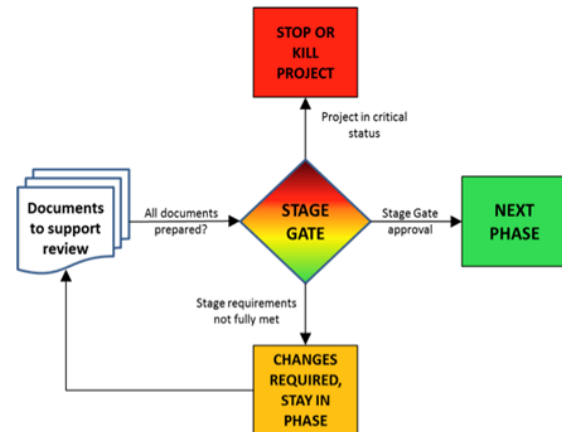 STOP OR
KILL
PROJECT
Project in critical
status
Documents
to support
review
All documents
prepared?
STAGE
GATE
Stage Gate
approval
NEXT
PHASE
Stage requirements
not fully met
CHANGES
REQUIRED,
STAY IN
PHASE